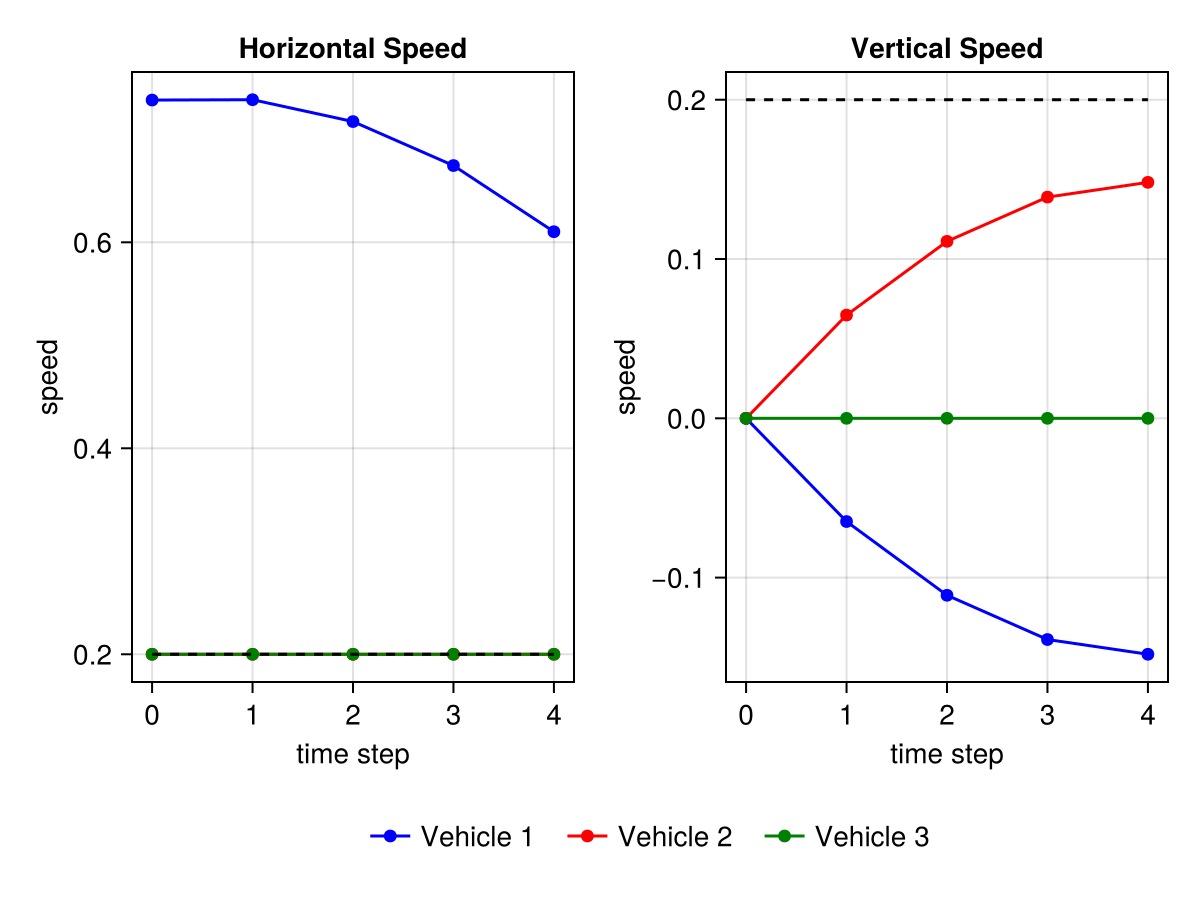 Horizontal Speed
speed
0.6
0.4
0.2
0 1 2 3 4
time step
Vertical Speed
speed
0.2
0.1
0.0
−0.1
0 1 2 3 4
time step
Vehicle 1 Vehicle 2 Vehicle 3